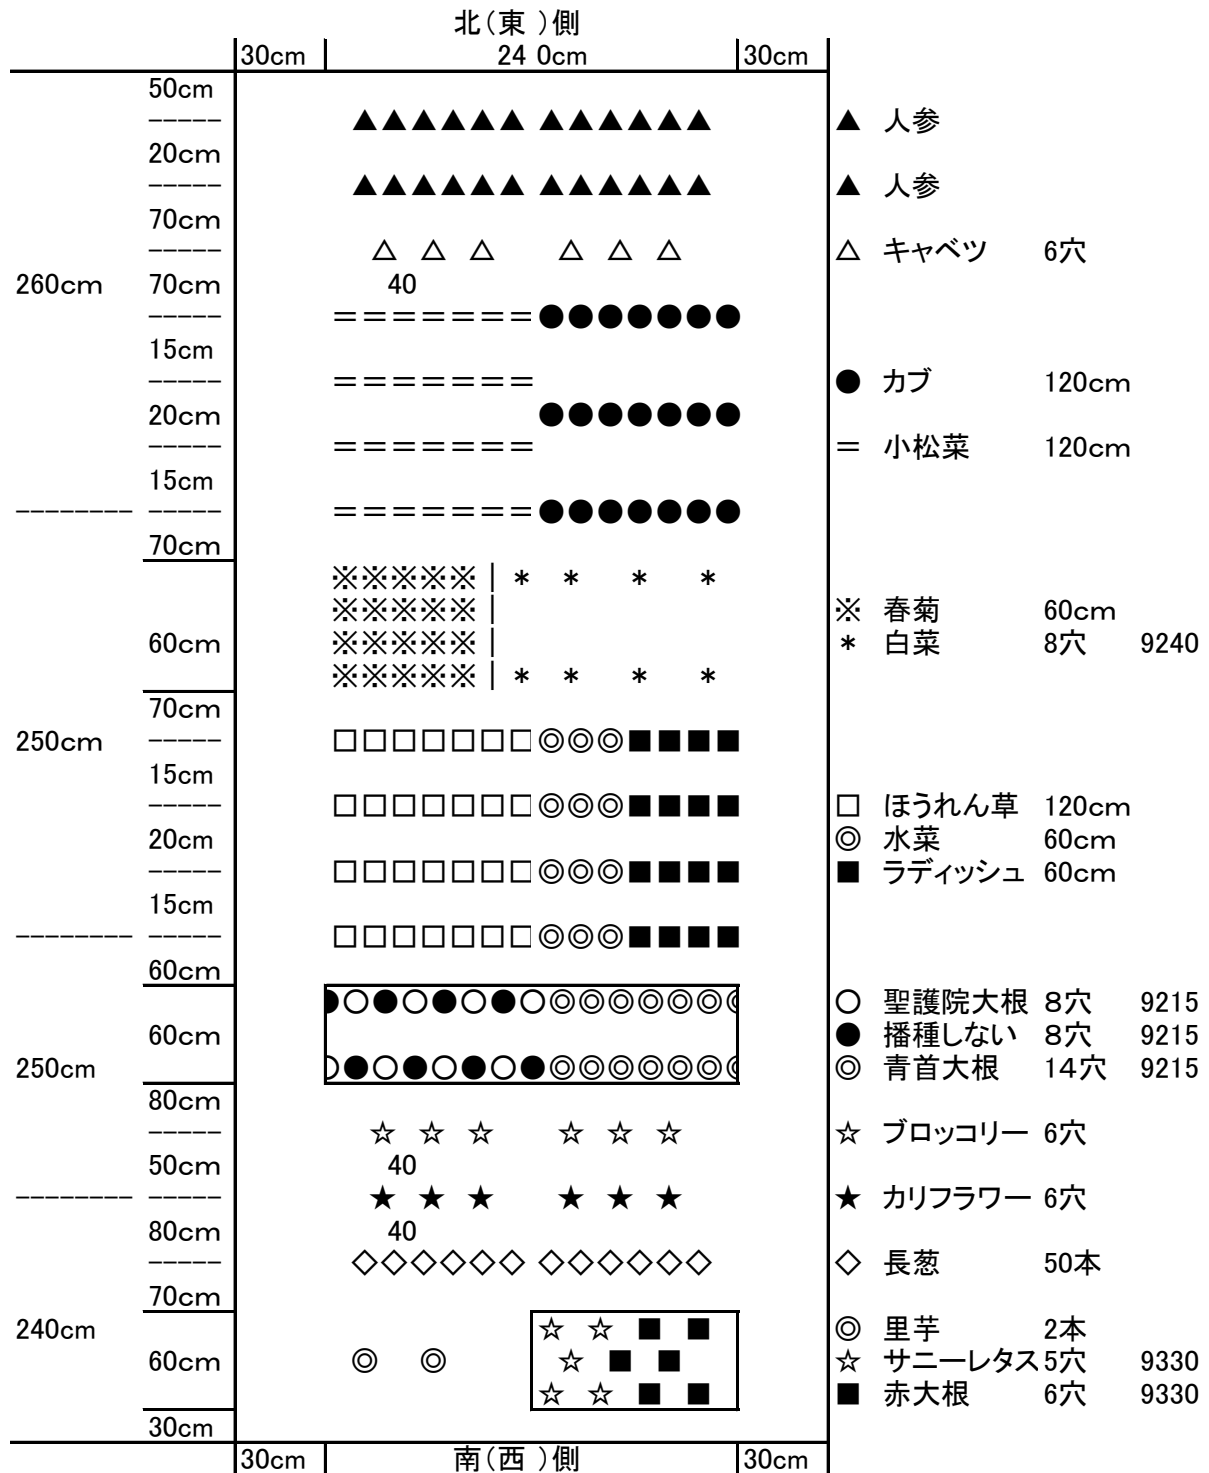 北(東 )側
30cm 24 0cm 30cm
50cm
----- ▲▲▲▲▲▲ ▲▲▲▲▲▲ ▲ 人参
20cm
----- ▲▲▲▲▲▲ ▲▲▲▲▲▲ ▲ 人参
70cm
----- △ △ △ △ △ △ △ キャベツ 6穴
260cm 70cm 40
----- =======●●●●●●●
15cm
----- ======= ● カブ 120cm
20cm ●●●●●●●
----- ======= = 小松菜 120cm
15cm
-------- ----- =======●●●●●●●
70cm
※※※※※｜* * * *
※※※※※｜ ※ 春菊 60cm
60cm ※※※※※｜ * 白菜 8穴 9240
※※※※※｜* * * *
70cm
250cm ----- □□□□□□□◎◎◎■■■■
15cm
----- □□□□□□□◎◎◎■■■■ □ ほうれん草 120cm
20cm ◎ 水菜 60cm
----- □□□□□□□◎◎◎■■■■ ■ ラディッシュ 60cm
15cm
-------- ----- □□□□□□□◎◎◎■■■■
60cm
●○●○●○●○◎◎◎◎◎◎◎ ○ 聖護院大根 8穴 9215
60cm ● 播種しない 8穴 9215
250cm ○●○●○●○●◎◎◎◎◎◎◎ ◎ 青首大根 14穴 9215
80cm
----- ☆ ☆ ☆ ☆ ☆ ☆ ☆ ブロッコリー 6穴
50cm 40
-------- ----- ★ ★ ★ ★ ★ ★ ★ カリフラワー 6穴
80cm 40
----- ◇◇◇◇◇◇ ◇◇◇◇◇◇ ◇ 長葱 50本
70cm
240cm ☆ ☆ ■ ■ ◎ 里芋 2本
60cm ◎ ◎ ☆ ■ ■ ☆ サニーレタス 5穴 9330
☆ ☆ ■ ■ ■ 赤大根 6穴 9330
30cm
30cm 南(西 )側 30cm